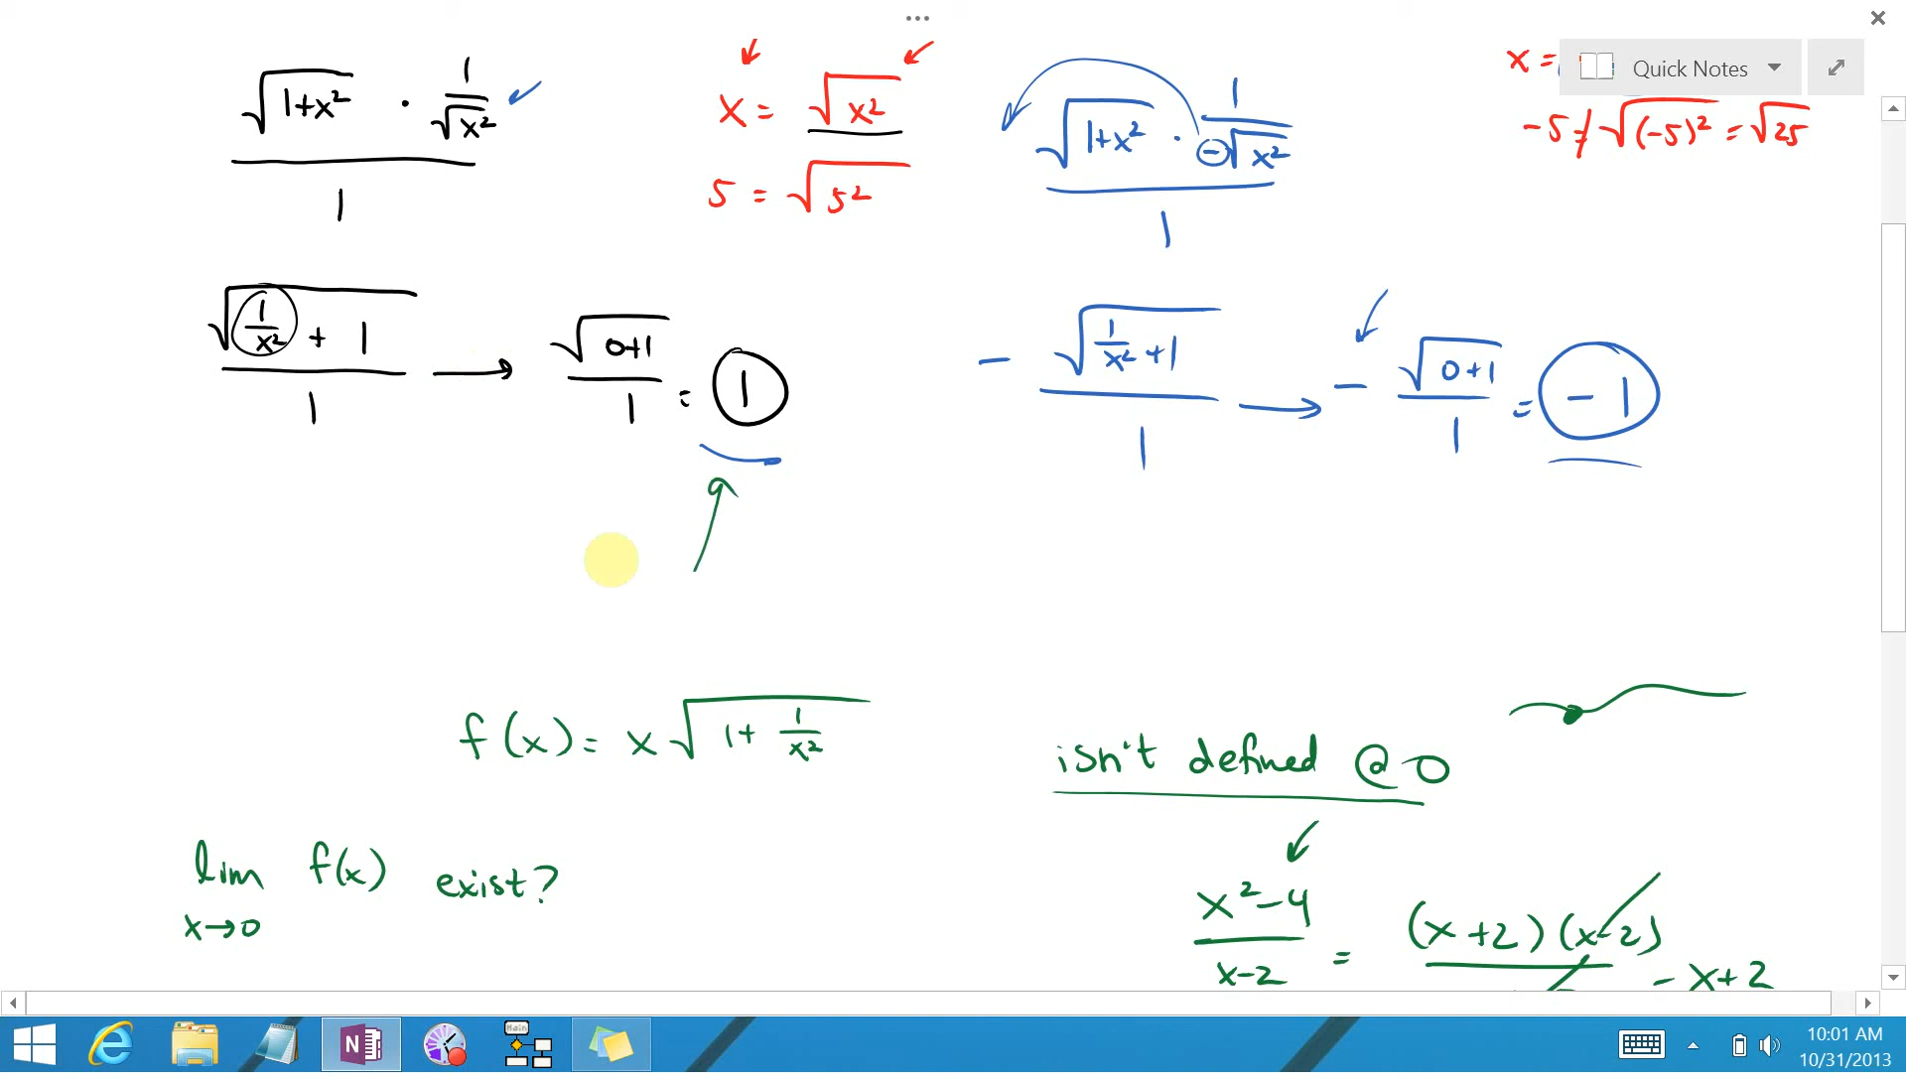 Quick Notes
√(1+x²) · 1/√x²
1
x = √x²
5 = √5²
√(1+x²) · 1/-√x²
1
x =
-5 ≠ √(-5)² = √25
√(1/x² + 1) / 1 → √(0+1) / 1 = 1
- √(1/x² + 1) / 1 → - √(0+1) / 1 = -1
f(x) = x√(1 + 1/x²)
isn't defined @ 0
lim f(x) exist?
x→0
x²-4 / x-2 = (x+2)(x-2)
- x+2
Main
N
10:01 AM
10/31/2013